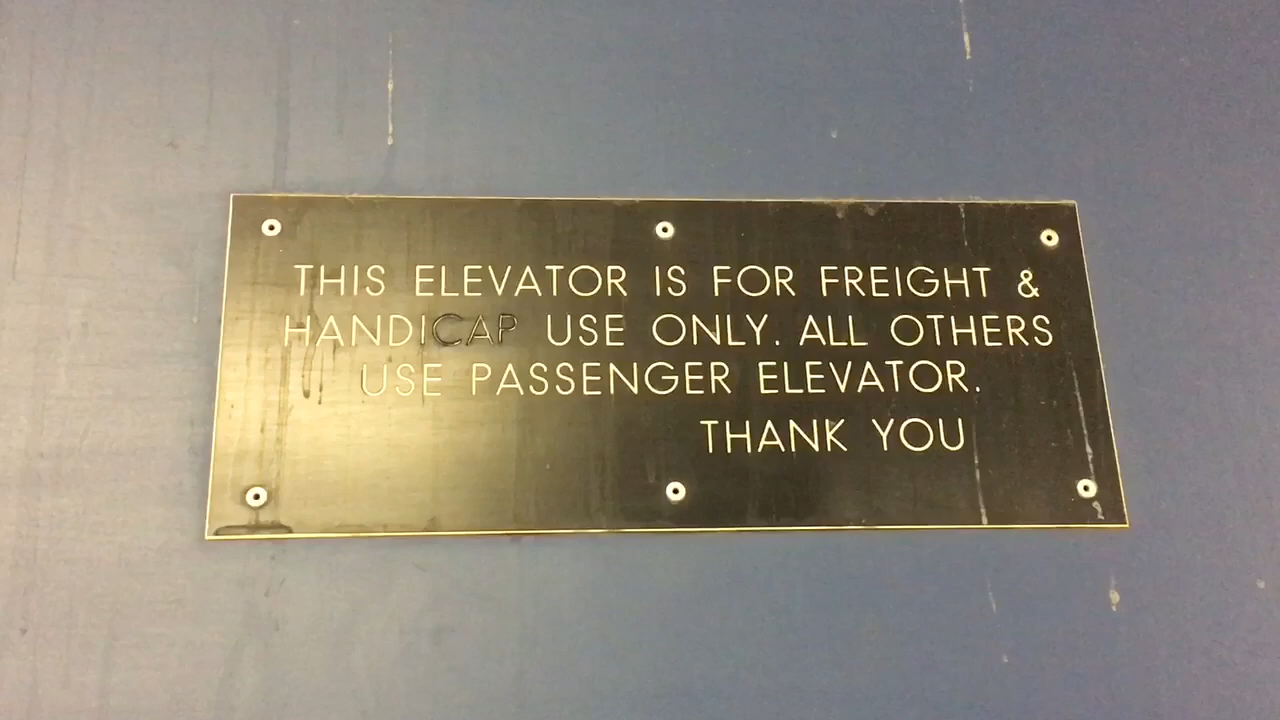 THIS ELEVATOR IS FOR FREIGHT &
HANDICAP USE ONLY. ALL OTHERS
USE PASSENGER ELEVATOR.
THANK YOU